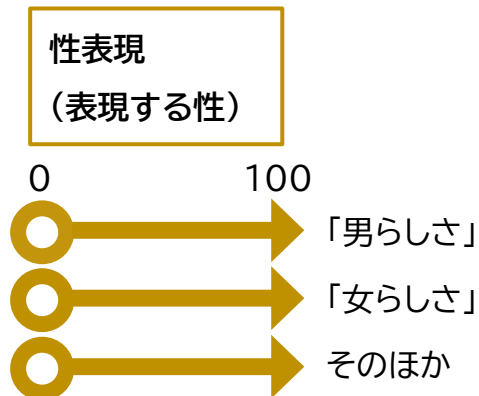 性表現
(表現する性)
0 100
「男らしさ」
「女らしさ」
そのほか